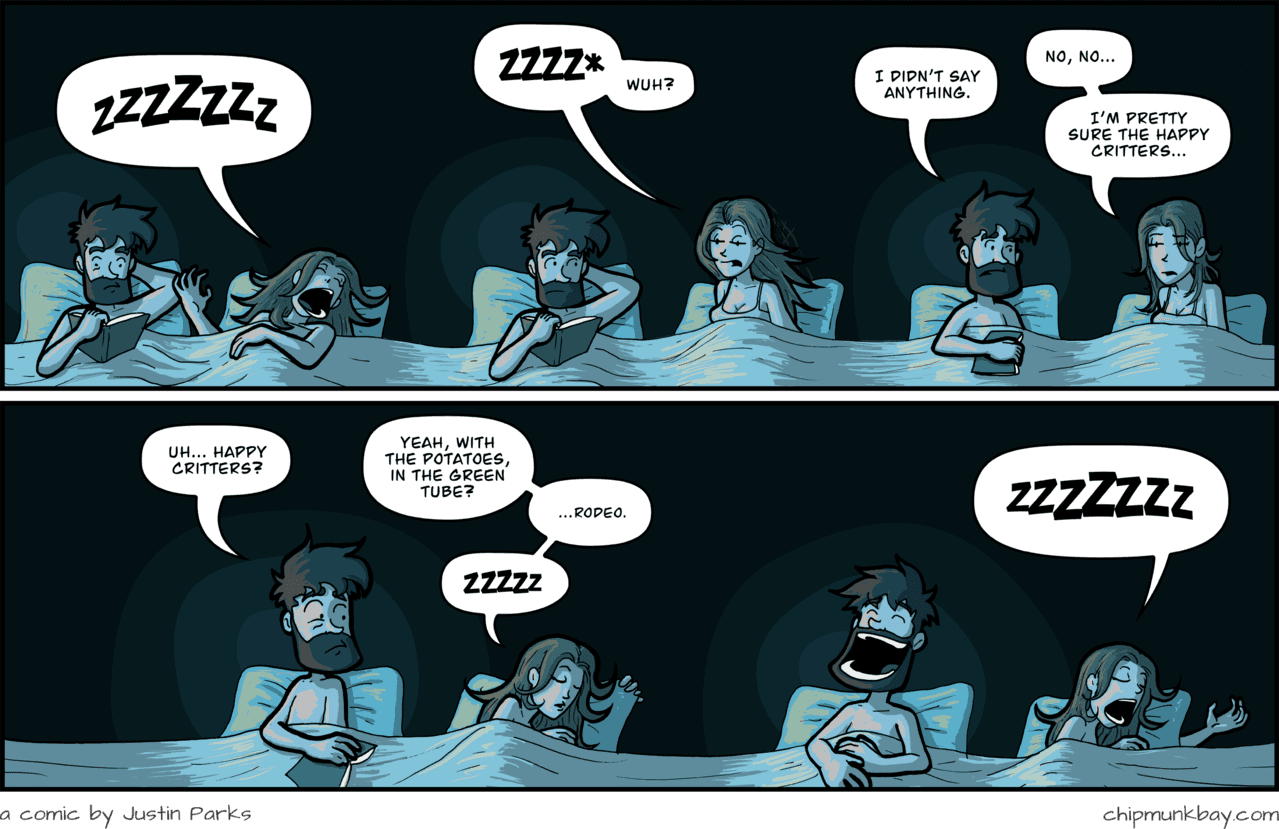 ZZZZZZZ
ZZZZ*
WUH?
I DIDN'T SAY
ANYTHING.
NO, NO...
I'M PRETTY
SURE THE HAPPY
CRITTERS...
UH... HAPPY
CRITTERS?
YEAH, WITH
THE POTATOES,
IN THE GREEN
TUBE?
...RODEO.
ZZZZZ
ZZZZZZZ
a comic by Justin Parks
chipmunkbay.com